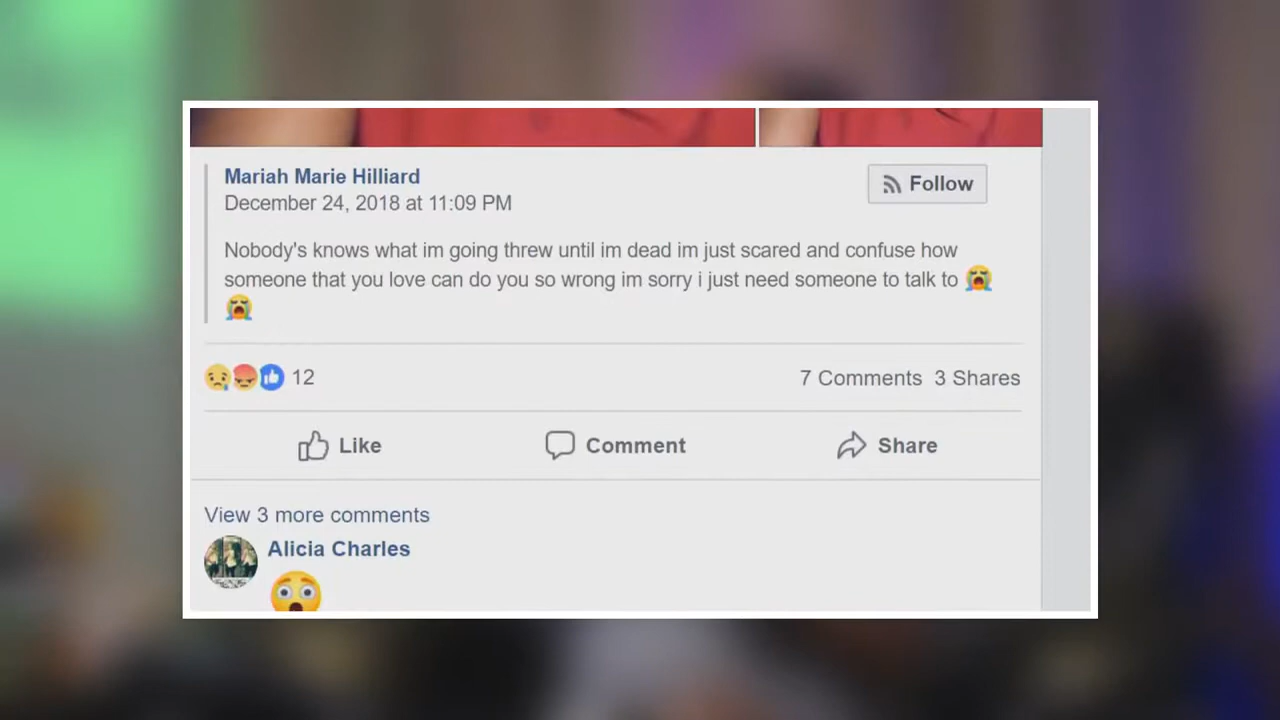 Mariah Marie Hilliard
Follow
December 24, 2018 at 11:09 PM
Nobody's knows what im going threw until im dead im just scared and confuse how
someone that you love can do you so wrong im sorry i just need someone to talk to 😭
😭
12
7 Comments 3 Shares
Like
Comment
Share
View 3 more comments
Alicia Charles